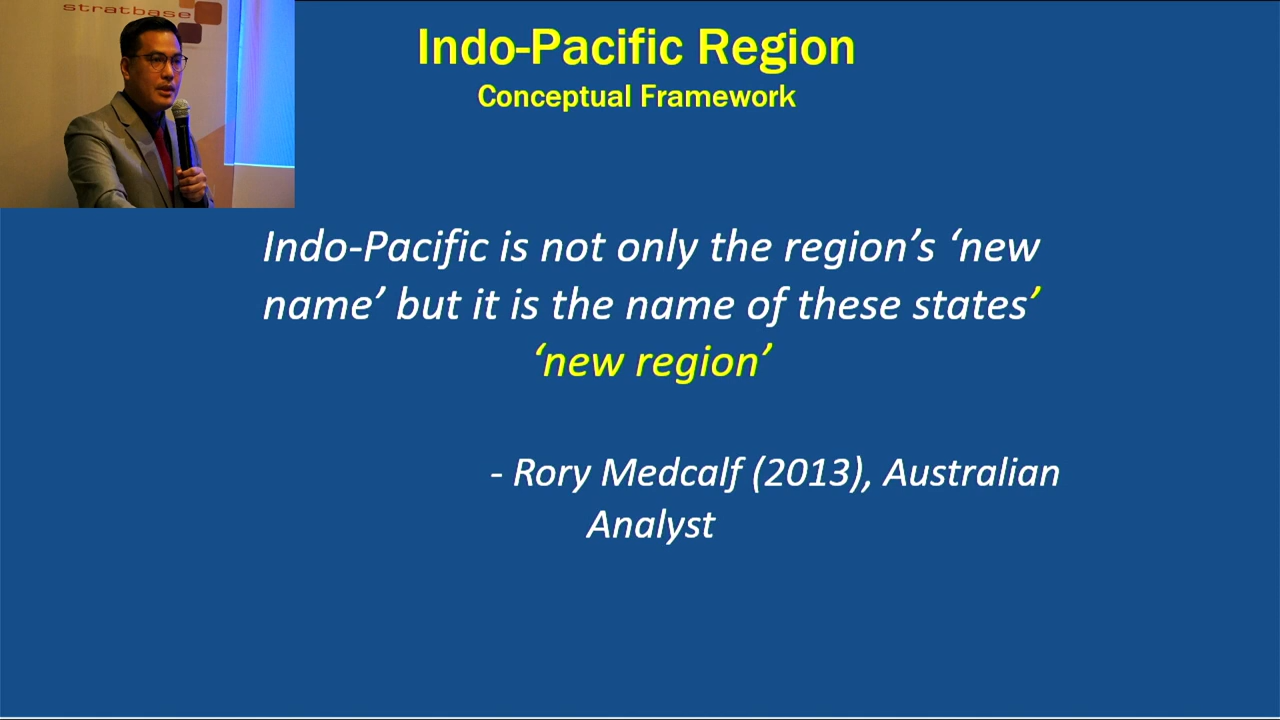 stratbase
Indo-Pacific Region
Conceptual Framework
Indo-Pacific is not only the region’s ‘new
name’ but it is the name of these states’
‘new region’
- Rory Medcalf (2013), Australian
Analyst